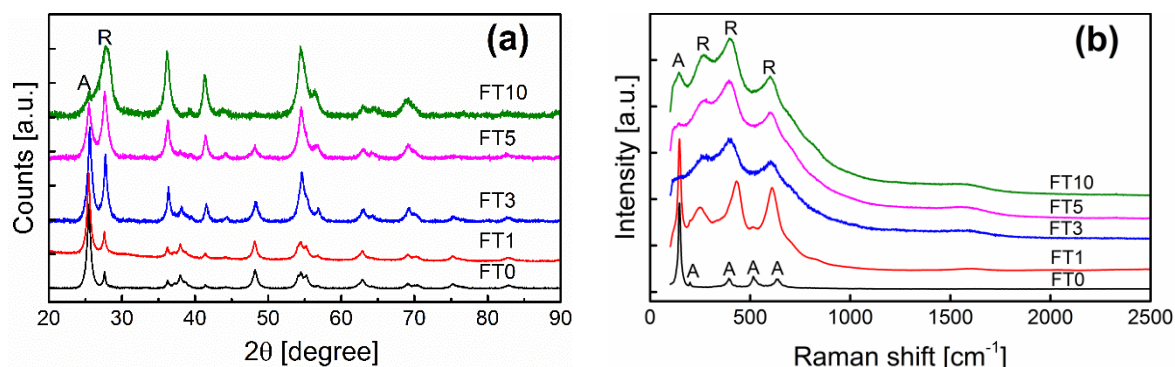 (a)
R
A
FT10
FT5
FT3
FT1
FT0
Counts [a.u.]
20 30 40 50 60 70 80 90
2θ [degree]
(b)
A R R R
FT10
FT5
FT3
FT1
FT0
A A A A
Intensity [a.u.]
0 500 1000 1500 2000 2500
Raman shift [cm⁻¹]